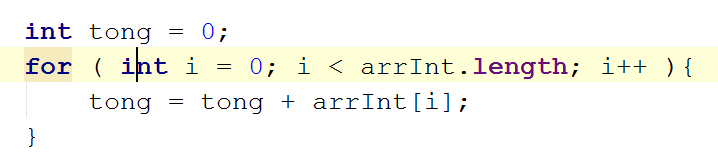 int tong = 0;
for ( int i = 0; i < arrInt.length; i++ ){
tong = tong + arrInt[i];
}